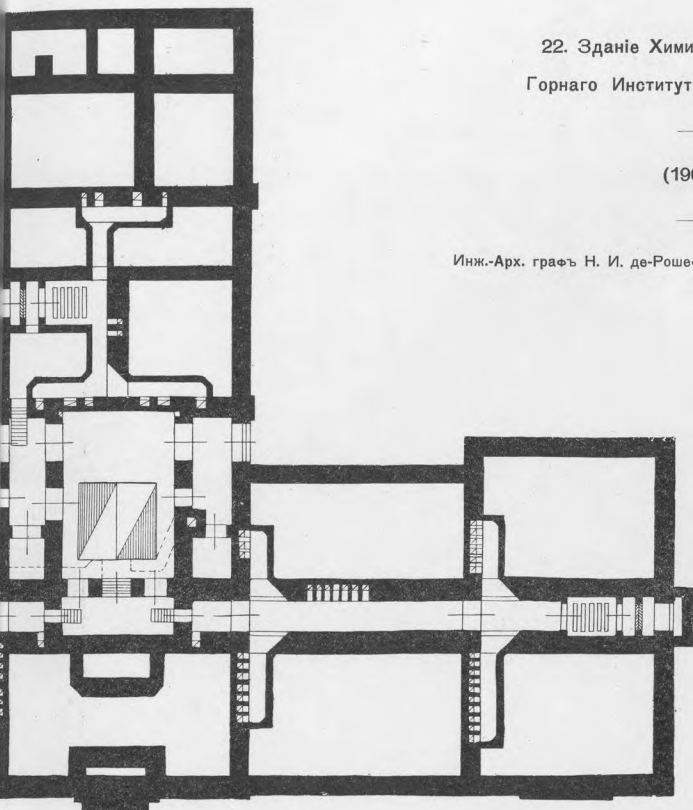 22. Зданіе Хими
Горнаго Институт
(190
Инж.-Арх. графъ Н. И. де-Роше